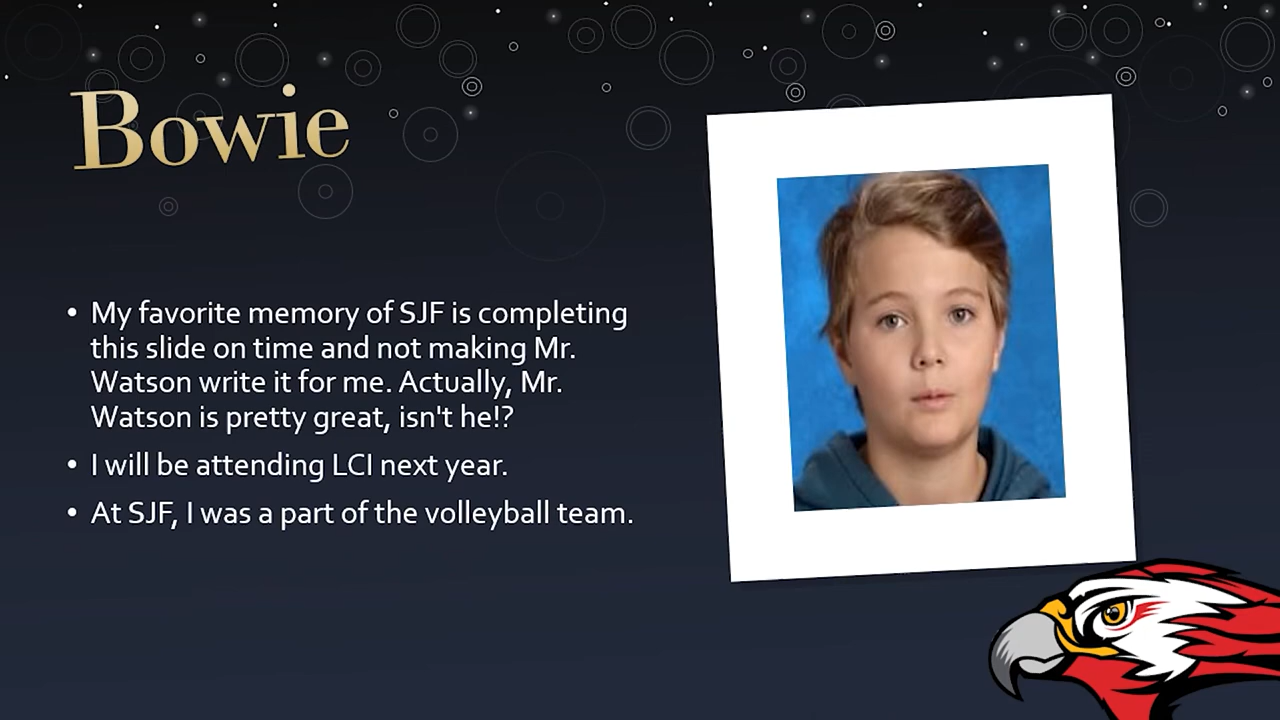 Bowie
• My favorite memory of SJF is completing
this slide on time and not making Mr.
Watson write it for me. Actually, Mr.
Watson is pretty great, isn't he!?
• I will be attending LCI next year.
• At SJF, I was a part of the volleyball team.